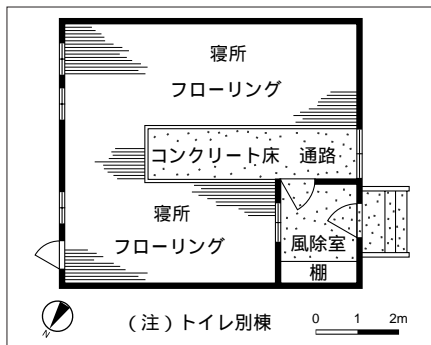 寝所
フローリング
コンクリート床　通路
寝所
フローリング
風除室
棚
N
（注）トイレ別棟
0 1 2m